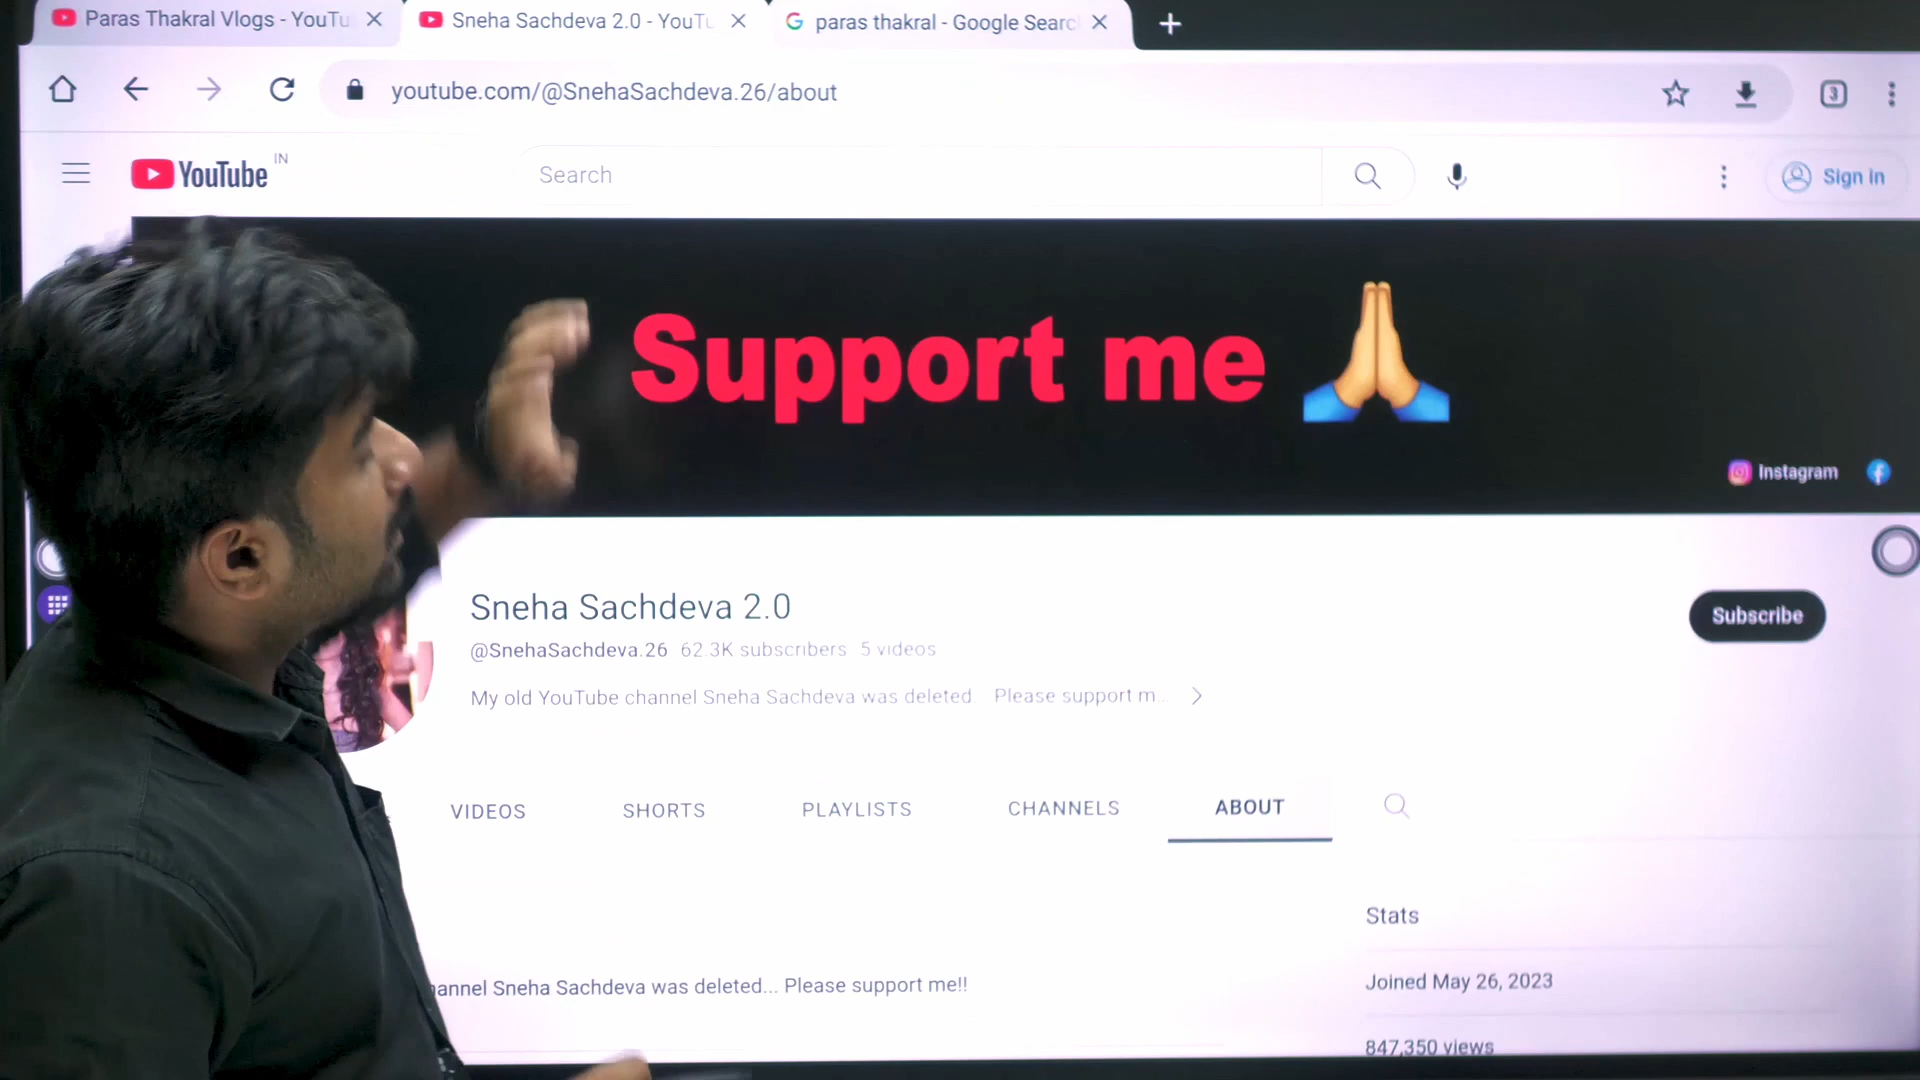 Paras Thakral Vlogs - YouTu
Sneha Sachdeva 2.0 - YouTu
paras thakral - Google Searc
youtube.com/@SnehaSachdeva.26/about
3
YouTube IN
Search
Sign in
Support me
Instagram
Sneha Sachdeva 2.0
Subscribe
@SnehaSachdeva.26 62.3K subscribers 5 videos
My old YouTube channel Sneha Sachdeva was deleted. Please support m..
VIDEOS SHORTS PLAYLISTS CHANNELS ABOUT
Stats
Joined May 26, 2023
annel Sneha Sachdeva was deleted... Please support me!!
847,350 views